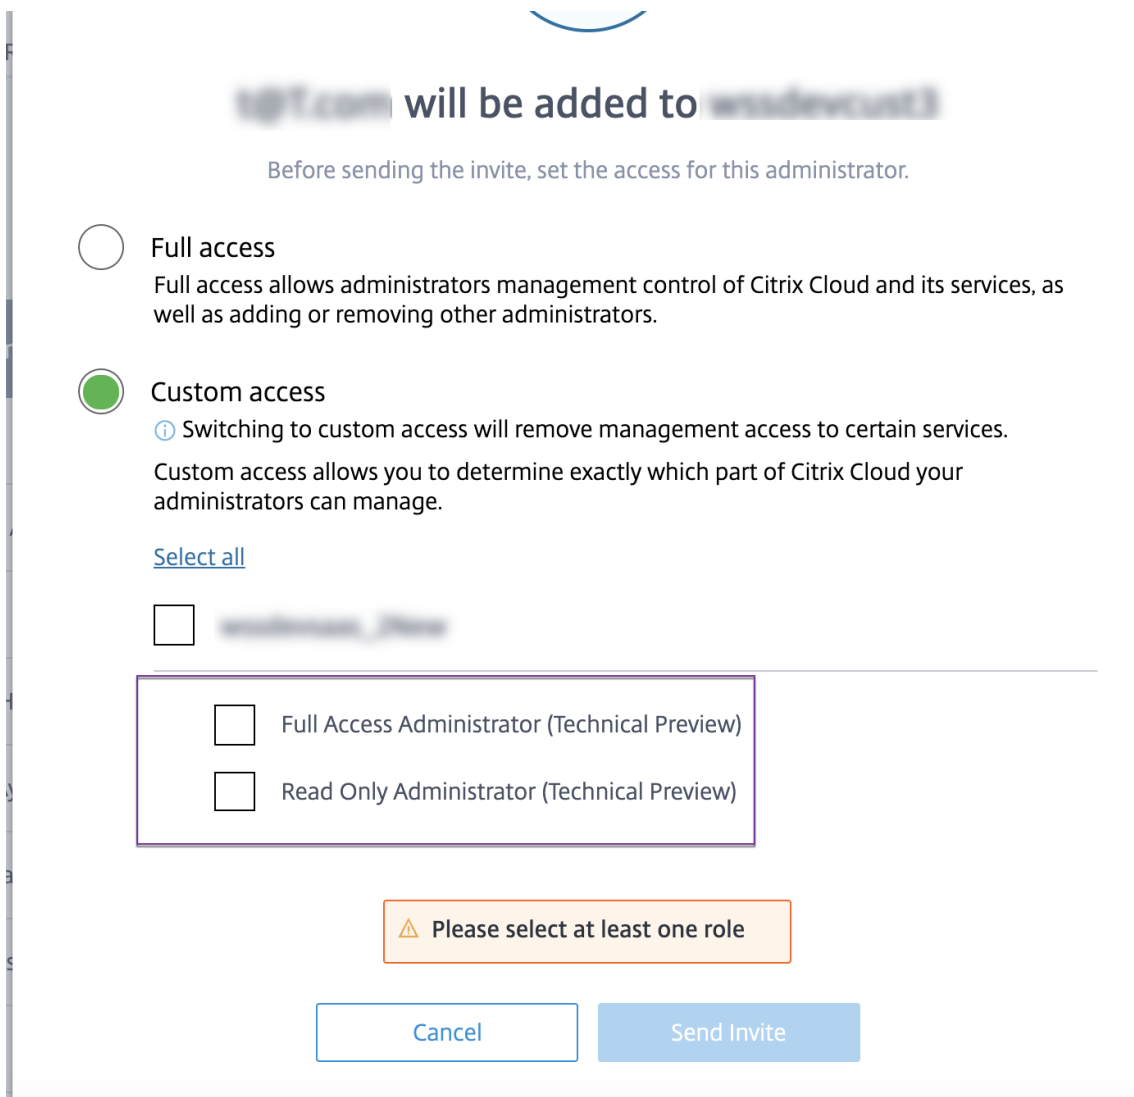 will be added to
Before sending the invite, set the access for this administrator.
Full access
Full access allows administrators management control of Citrix Cloud and its services, as
well as adding or removing other administrators.
Custom access
Switching to custom access will remove management access to certain services.
Custom access allows you to determine exactly which part of Citrix Cloud your
administrators can manage.
Select all
Full Access Administrator (Technical Preview)
Read Only Administrator (Technical Preview)
Please select at least one role
Cancel
Send Invite